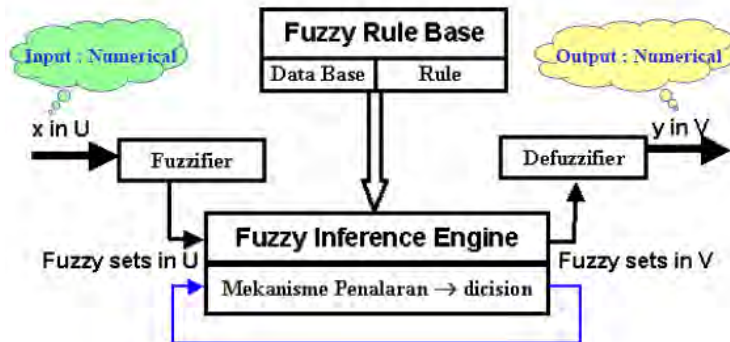 Fuzzy Rule Base
Data Base
Rule
Input : Numerical
Output : Numerical
x in U
y in V
Fuzzifier
Defuzzifier
Fuzzy Inference Engine
Fuzzy sets in U
Fuzzy sets in V
Mekanisme Penalaran → dicision